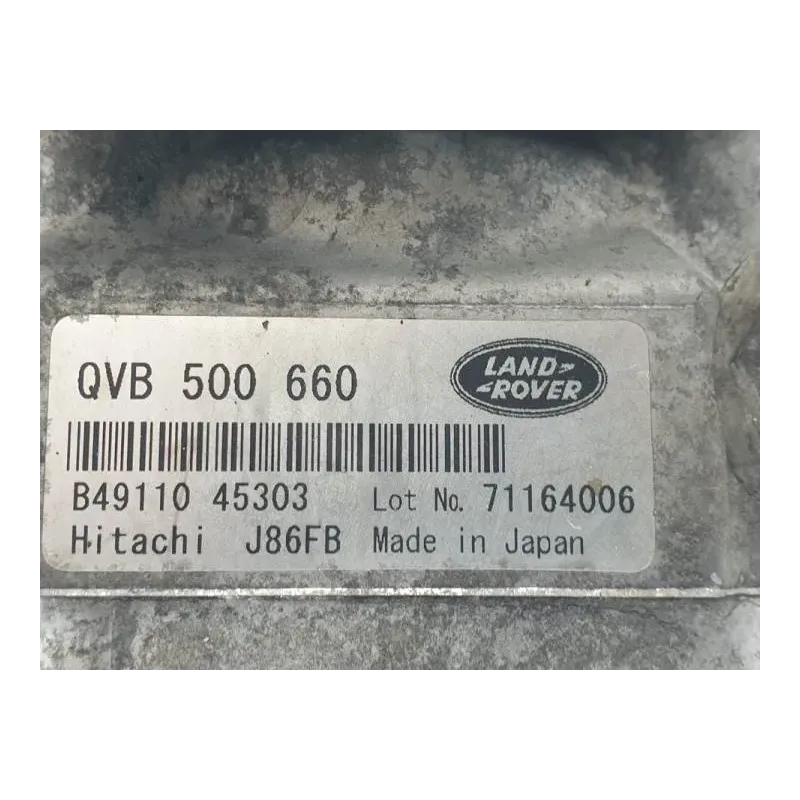 QVB 500 660
LAND
ROVER
B49110 45303 Lot No. 71164006
Hitachi J86FB Made in Japan